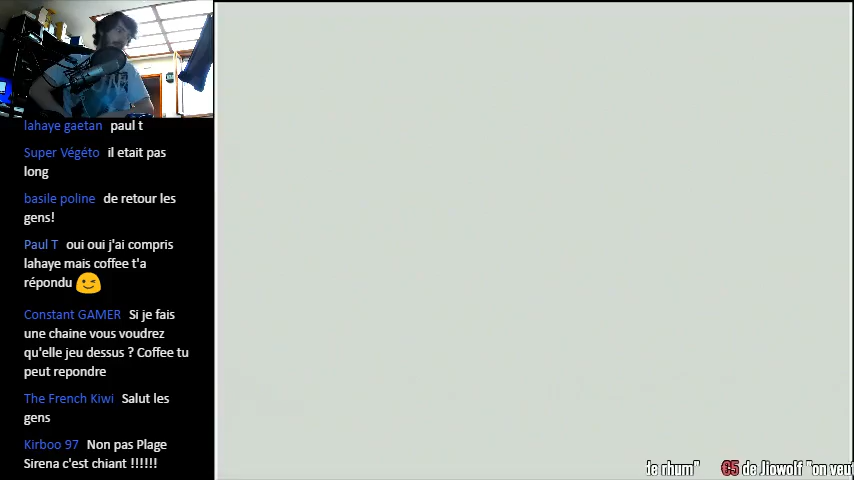 lahaye gaetan paul t
Super Végéto il etait pas
long
basile poline de retour les
gens!
Paul T oui oui j'ai compris
lahaye mais coffee t'a
répondu
Constant GAMER Si je fais
une chaine vous voudrez
qu'elle jeu dessus ? Coffee tu
peut repondre
The French Kiwi Salut les
gens
Kirboo 97 Non pas Plage
Sirena c'est chiant !!!!!!
de rhum" €5 de Jiowolf "on veut